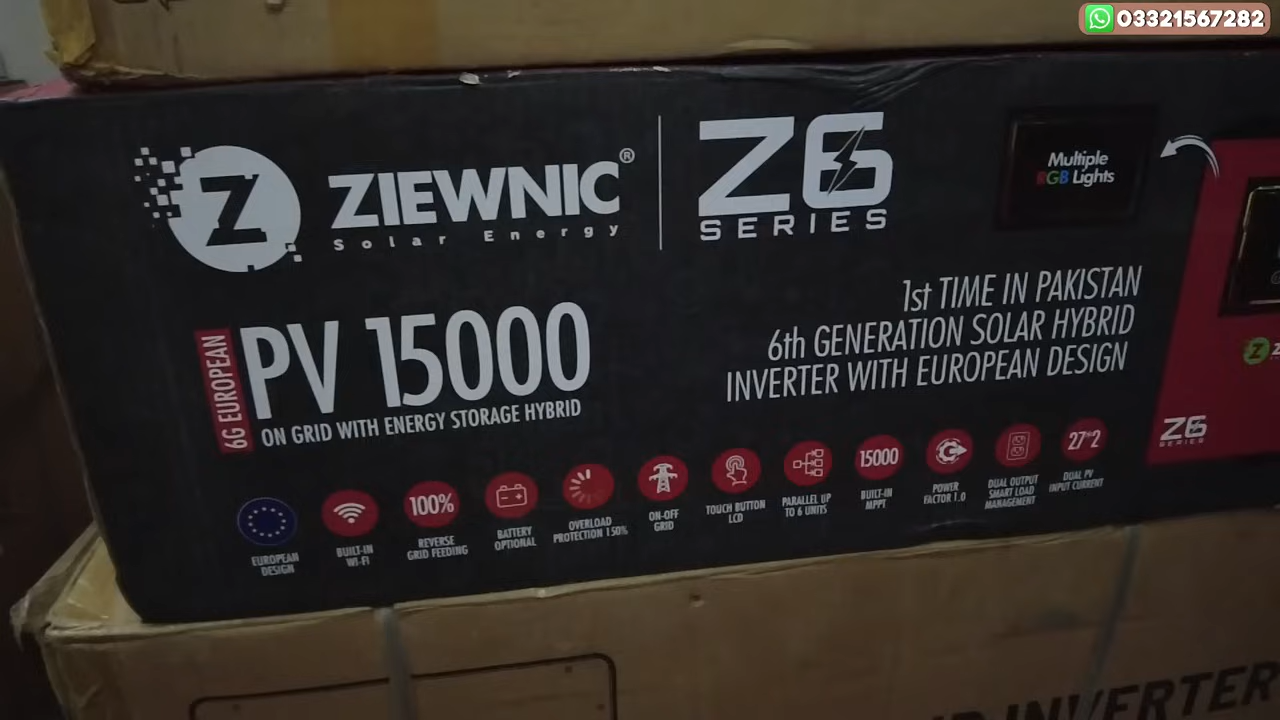 03321567282
ZIEWNIC®
Solar Energy
Z6
SERIES
Multiple
RGB Lights
6G EUROPEAN
PV 15000
ON GRID WITH ENERGY STORAGE HYBRID
1st TIME IN PAKISTAN
6th GENERATION SOLAR HYBRID
INVERTER WITH EUROPEAN DESIGN
EUROPEAN
DESIGN
BUILT-IN
WI-FI
100%
REVERSE
GRID FEEDING
BATTERY
OPTIONAL
OVERLOAD
PROTECTION 150%
ON-OFF
GRID
TOUCH BUTTON
LCD
PARALLEL UP
TO 6 UNITS
15000
BUILT-IN
MPPT
POWER
FACTOR 1.0
DUAL OUTPUT
SMART LOAD
MANAGEMENT
27*2
DUAL PV
INPUT CURRENT
Z6
SERIES
INVERTER